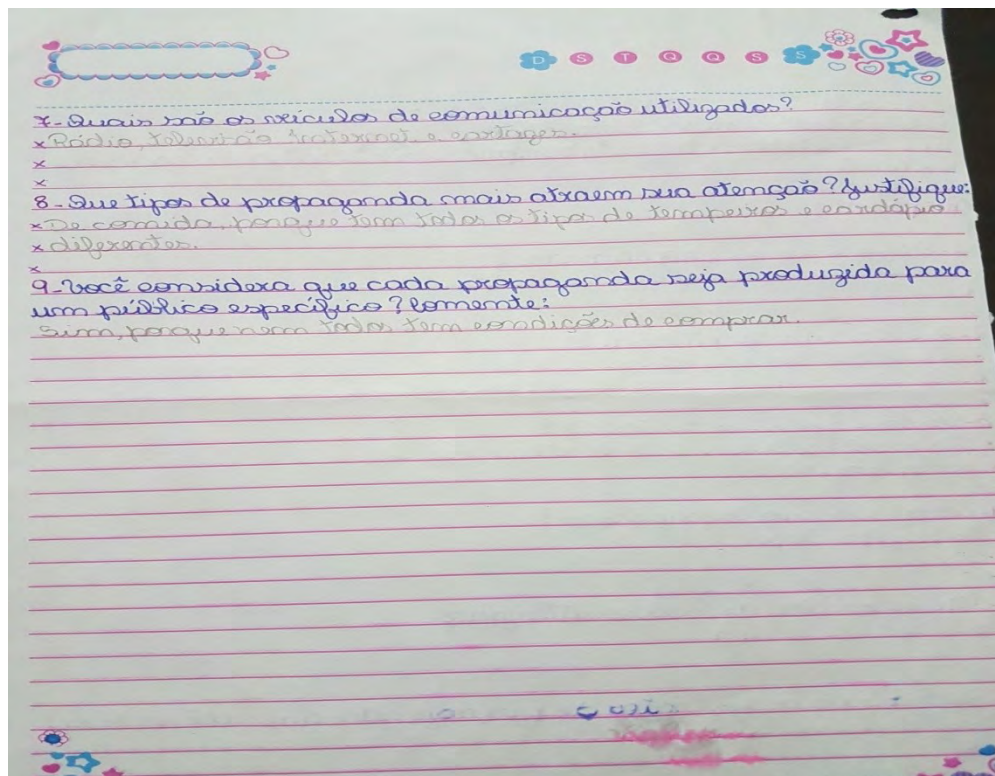 D S T Q Q S S
7- Quais são os veículos de comunicação utilizados?
x Rádio, televisão internet e cartazes.
x
x
8- Que tipos de propaganda mais atraem sua atenção? Justifique:
x De comida, porque tem todos os tipos de temperos e cardápio
x diferentes.
x
9- Você considera que cada propaganda seja produzida para
um público específico? Comente:
Sim, porque nem todos tem condições de comprar.